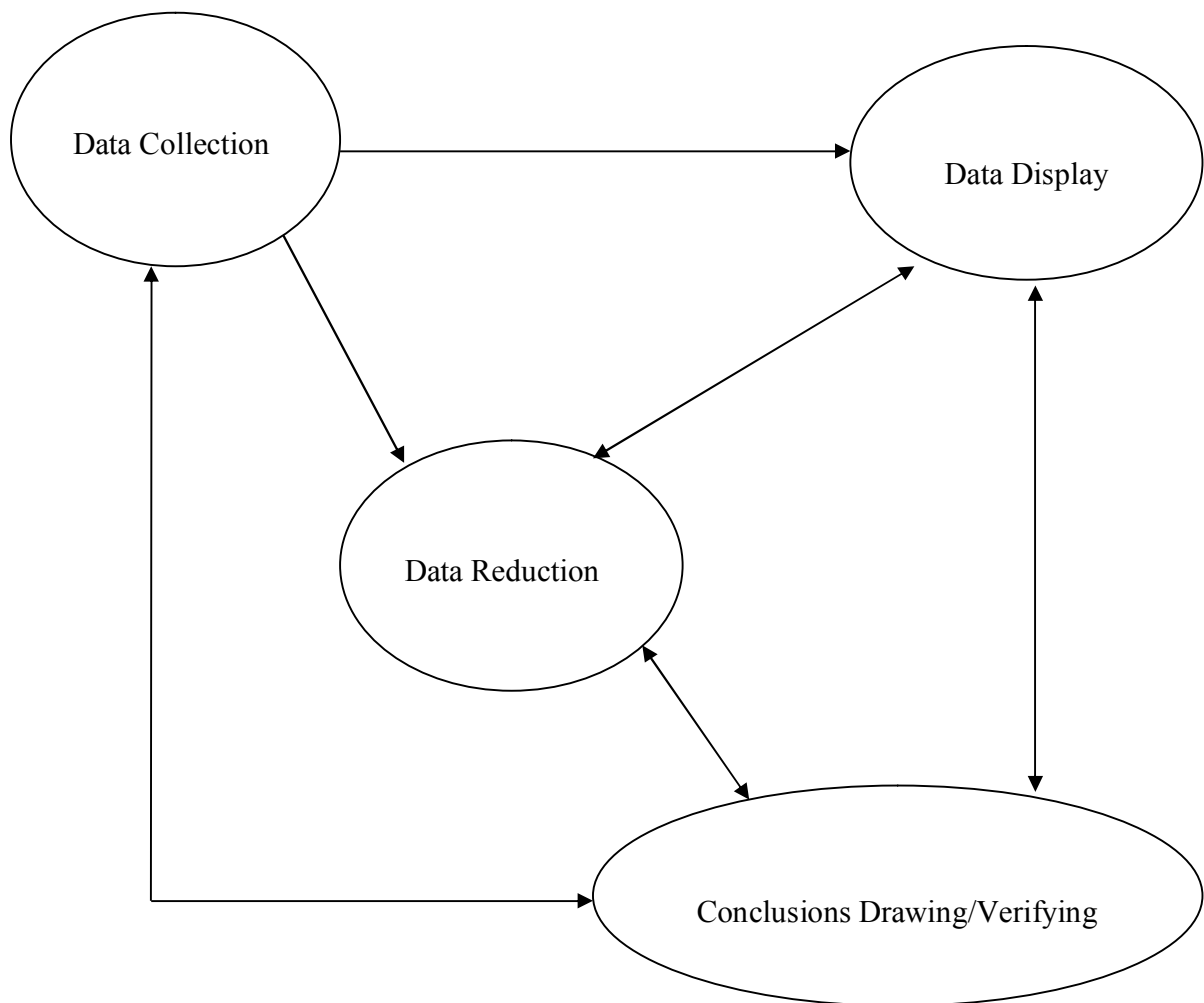 Data Collection
Data Display
Data Reduction
Conclusions Drawing/Verifying